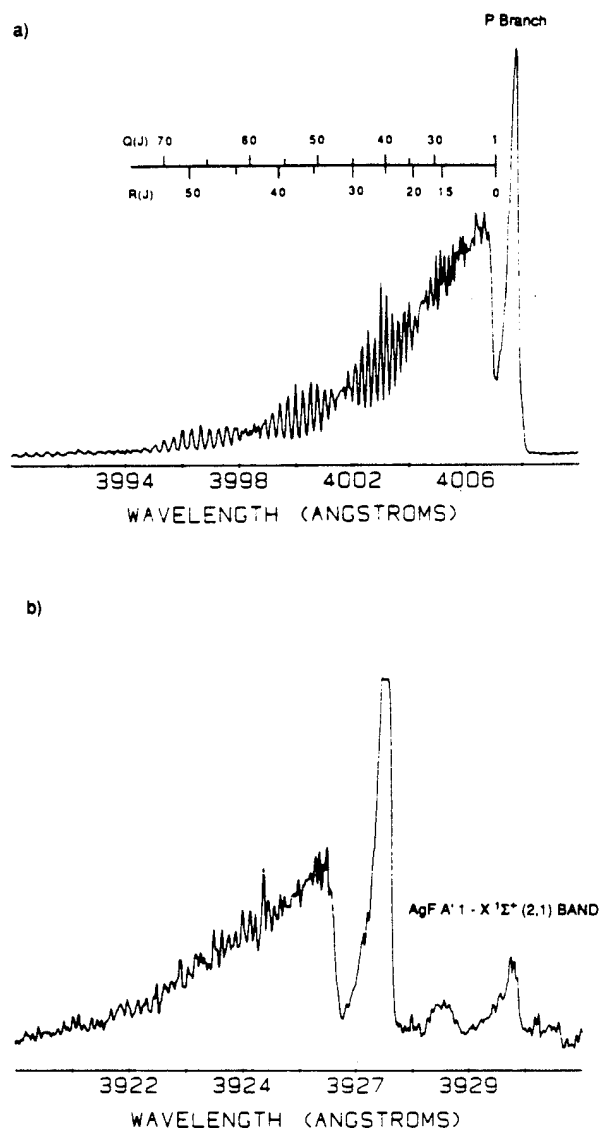 a)
P Branch
Q(J) 70 60 50 40 30 1
R(J) 50 40 30 20 15 0
3994 3998 4002 4006
WAVELENGTH (ANGSTROMS)
b)
AgF A' 1 - X ¹Σ⁺ (2,1) BAND
3922 3924 3927 3929
WAVELENGTH (ANGSTROMS)